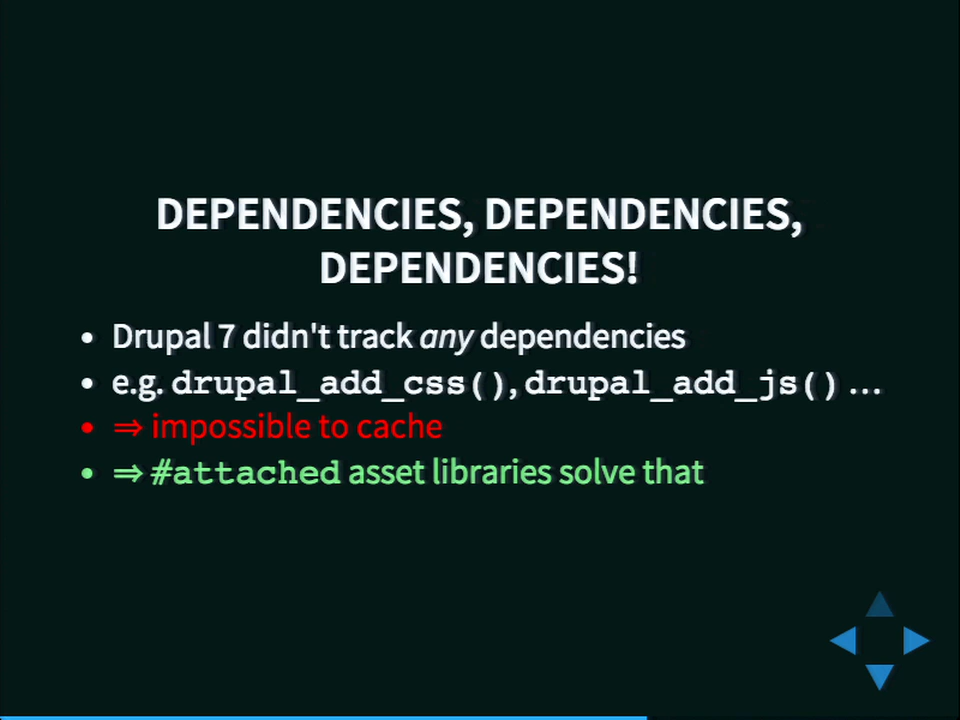 DEPENDENCIES, DEPENDENCIES,
DEPENDENCIES!
• Drupal 7 didn't track any dependencies
• e.g. drupal_add_css(), drupal_add_js() ...
• ⇒ impossible to cache
• ⇒ #attached asset libraries solve that